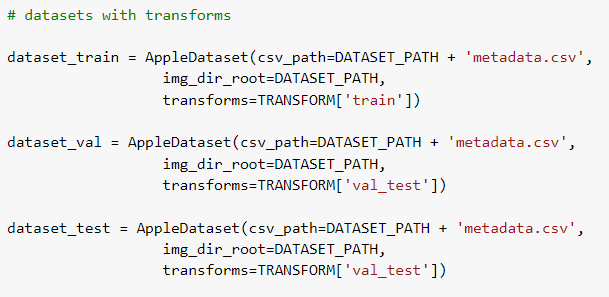 # datasets with transforms
dataset_train = AppleDataset(csv_path=DATASET_PATH + 'metadata.csv',
img_dir_root=DATASET_PATH,
transforms=TRANSFORM['train'])
dataset_val = AppleDataset(csv_path=DATASET_PATH + 'metadata.csv',
img_dir_root=DATASET_PATH,
transforms=TRANSFORM['val_test'])
dataset_test = AppleDataset(csv_path=DATASET_PATH + 'metadata.csv',
img_dir_root=DATASET_PATH,
transforms=TRANSFORM['val_test'])